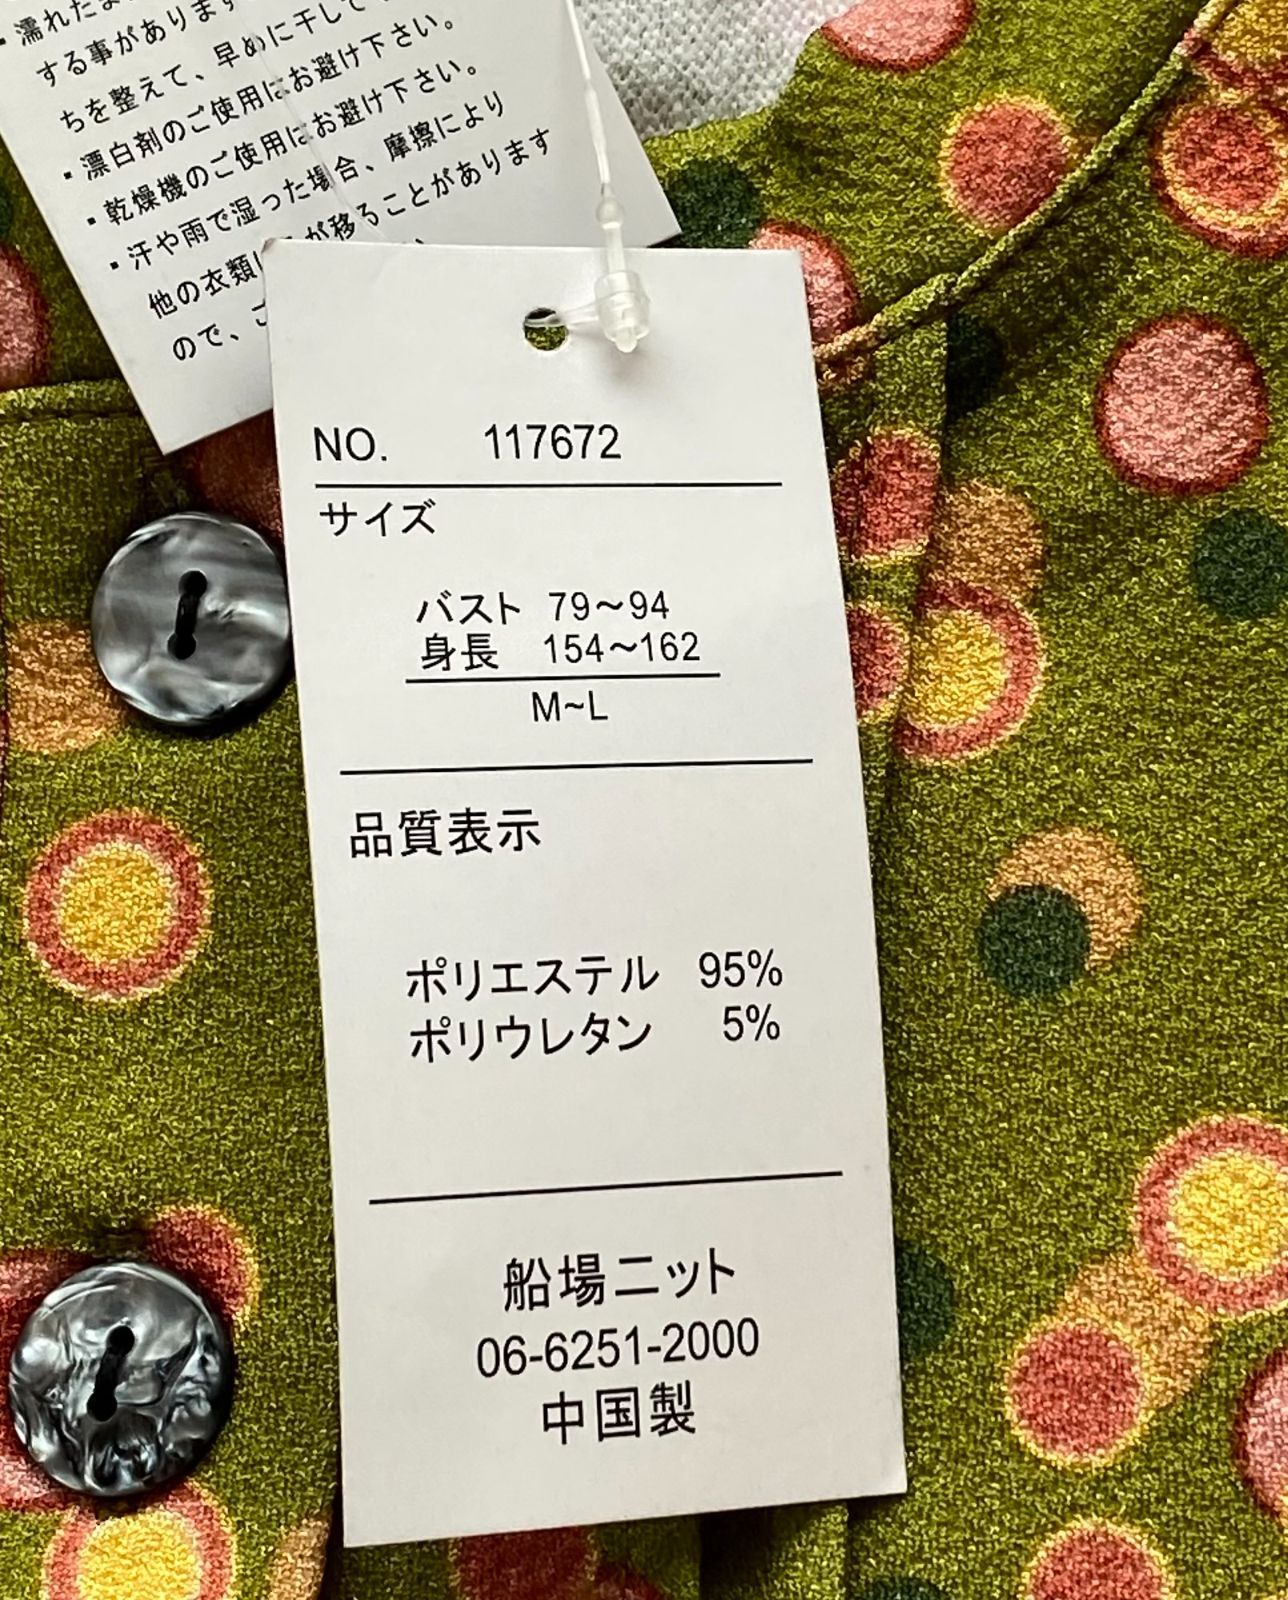 ・濡れたま
する事があります
ちを整えて、早めに干して
・漂白剤のご使用はお避け下さい。
・乾燥機のご使用はお避け下さい。
・汗や雨で湿った場合、摩擦により
他の衣類に が移ることがあります
ので、ご
NO. 117672
サイズ
バスト 79～94
身長 154～162
M~L
品質表示
ポリエステル 95%
ポリウレタン 5%
船場ニット
06-6251-2000
中国製